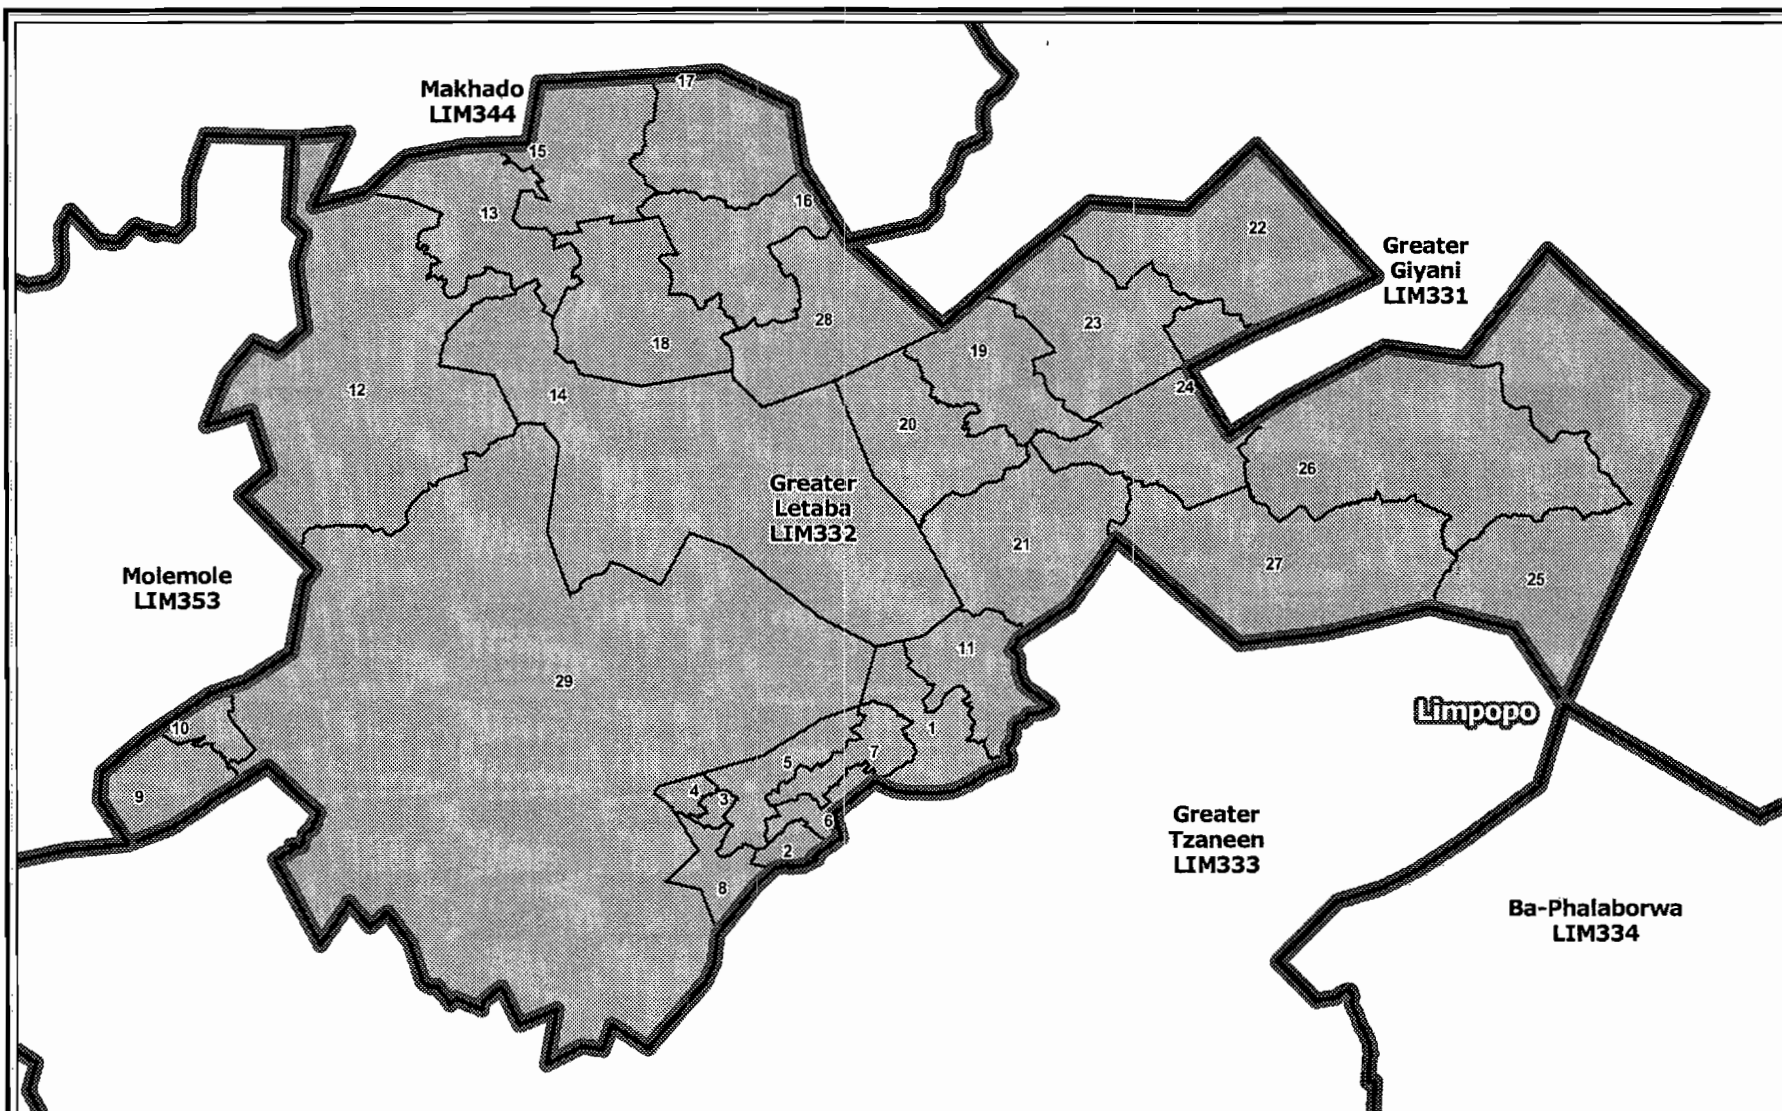 17
Makhado
LIM344
15
16
13
22
Greater
Giyani
LIM331
28
23
18
19
12
14
24
20
26
Greater
Letaba
LIM332
21
27
25
Molemole
LIM353
11
29
Limpopo
10
1
7
5
4
3
9
6
2
8
Greater
Tzaneen
LIM333
Ba-Phalaborwa
LIM334